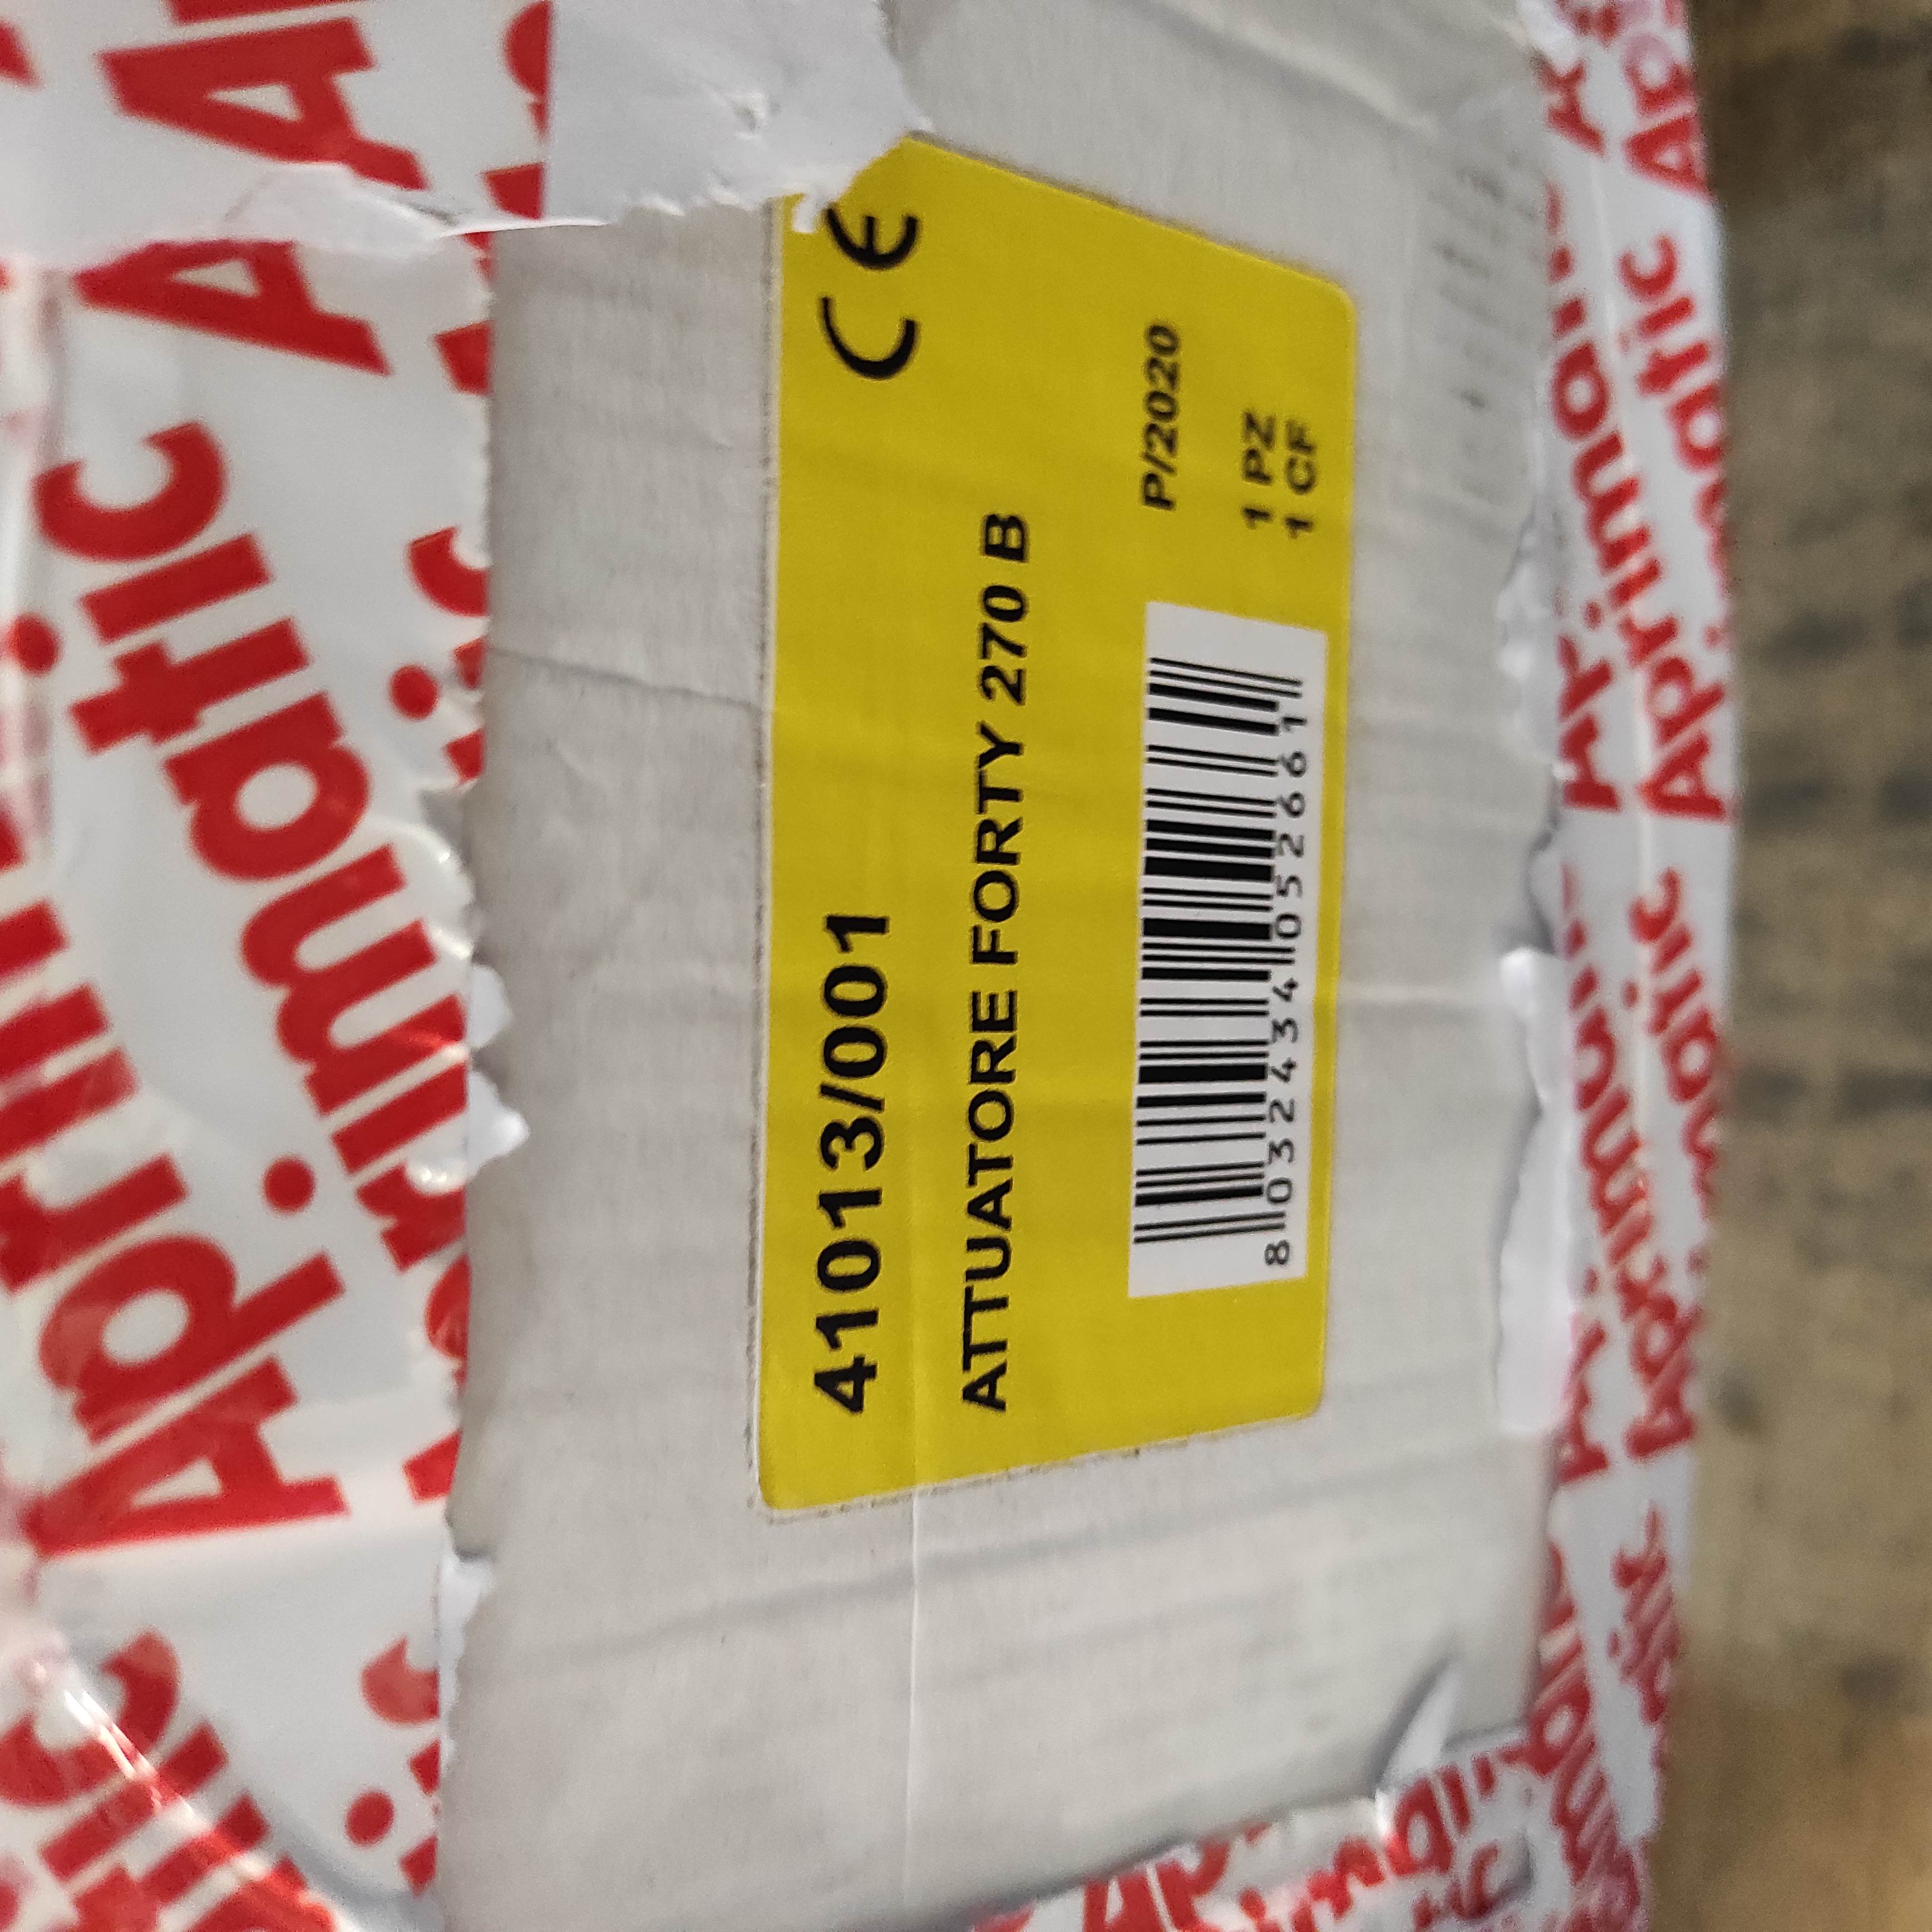 41013/001
CE
ATTUATORE FORTY 270 B
P/2020
1 PZ
1 CF
8 032434 052661
Aprimatic
Aprimatic
Aprimatic
Aprimatic